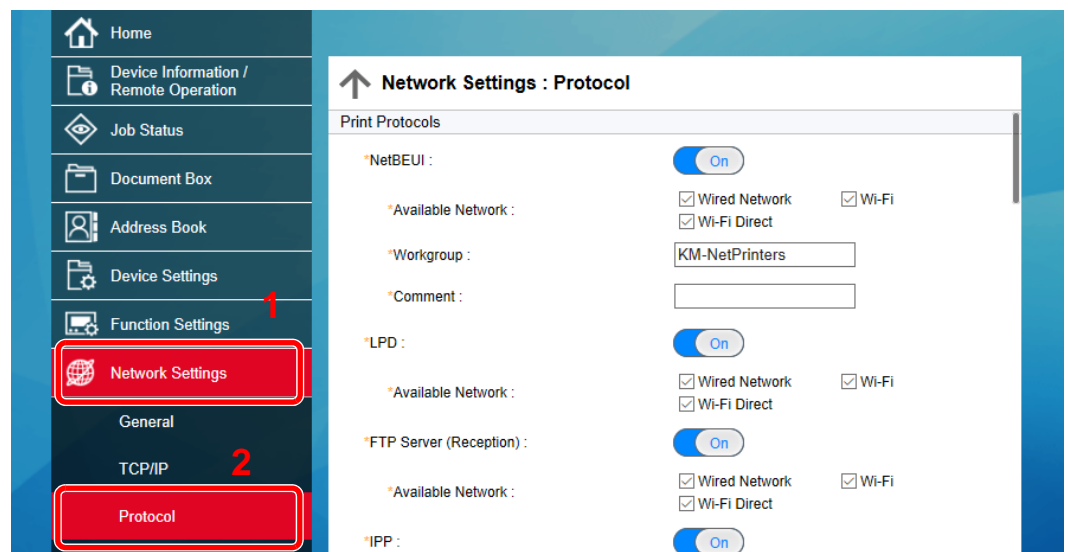 Home
Device Information /
Remote Operation
Job Status
Document Box
Address Book
Device Settings
1
Function Settings
Network Settings
General
TCP/IP
2
Protocol
Network Settings : Protocol
Print Protocols
*NetBEUI :
On
*Available Network :
Wired Network
Wi-Fi
Wi-Fi Direct
*Workgroup :
KM-NetPrinters
*Comment :
*LPD :
On
*Available Network :
Wired Network
Wi-Fi
Wi-Fi Direct
*FTP Server (Reception) :
On
*Available Network :
Wired Network
Wi-Fi
Wi-Fi Direct
*IPP :
On